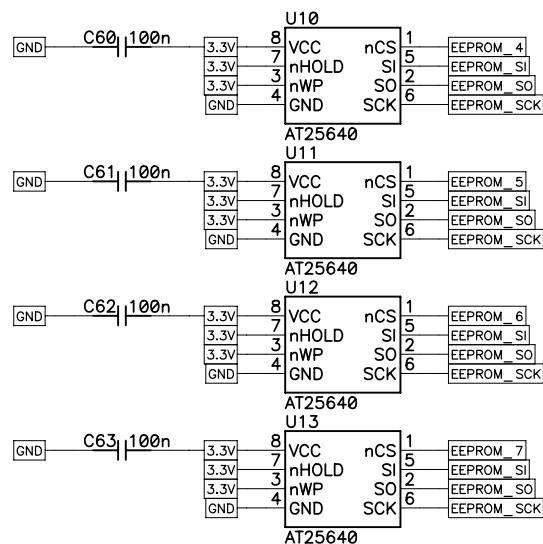 U10
GND C60 100n 3.3V 8 VCC nCS 1 EEPROM_4
3.3V 7 nHOLD SI 5 EEPROM_SI
3.3V 3 nWP SO 2 EEPROM_SO
GND 4 GND SCK 6 EEPROM_SCK
AT25640
U11
GND C61 100n 3.3V 8 VCC nCS 1 EEPROM_5
3.3V 7 nHOLD SI 5 EEPROM_SI
3.3V 3 nWP SO 2 EEPROM_SO
GND 4 GND SCK 6 EEPROM_SCK
AT25640
U12
GND C62 100n 3.3V 8 VCC nCS 1 EEPROM_6
3.3V 7 nHOLD SI 5 EEPROM_SI
3.3V 3 nWP SO 2 EEPROM_SO
GND 4 GND SCK 6 EEPROM_SCK
AT25640
U13
GND C63 100n 3.3V 8 VCC nCS 1 EEPROM_7
3.3V 7 nHOLD SI 5 EEPROM_SI
3.3V 3 nWP SO 2 EEPROM_SO
GND 4 GND SCK 6 EEPROM_SCK
AT25640